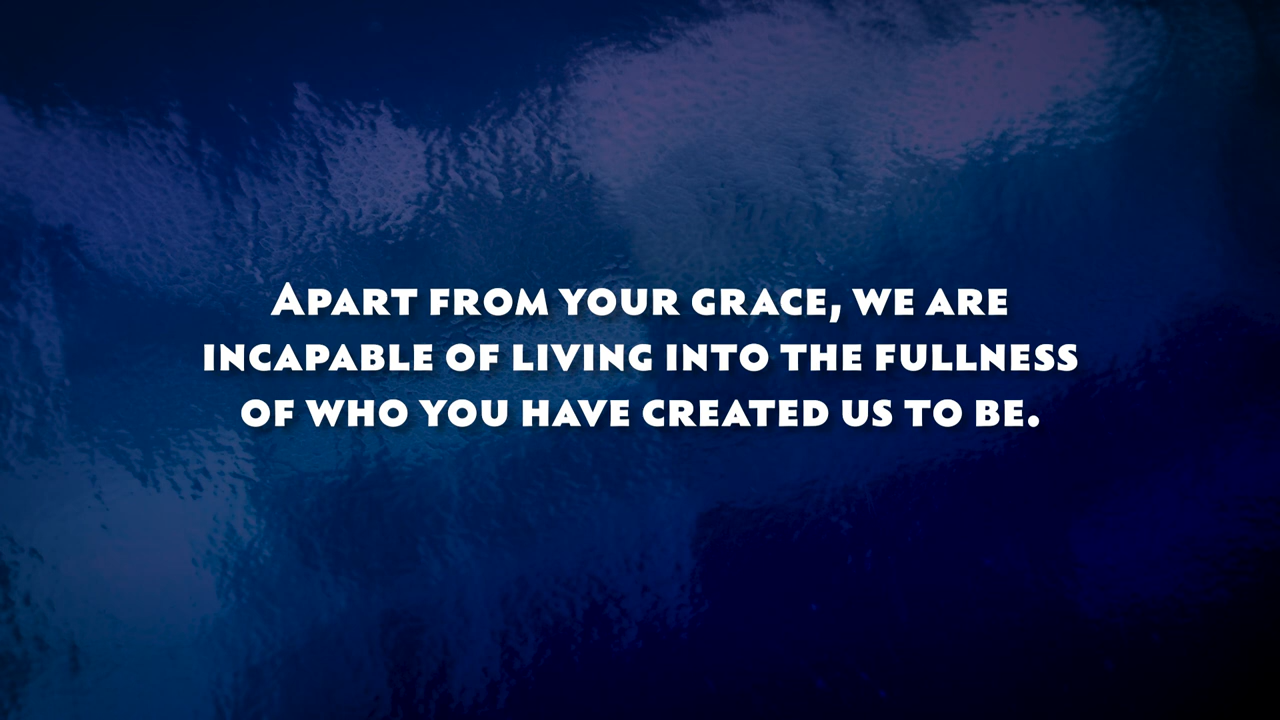 Apart from your grace, we are
incapable of living into the fullness
of who you have created us to be.